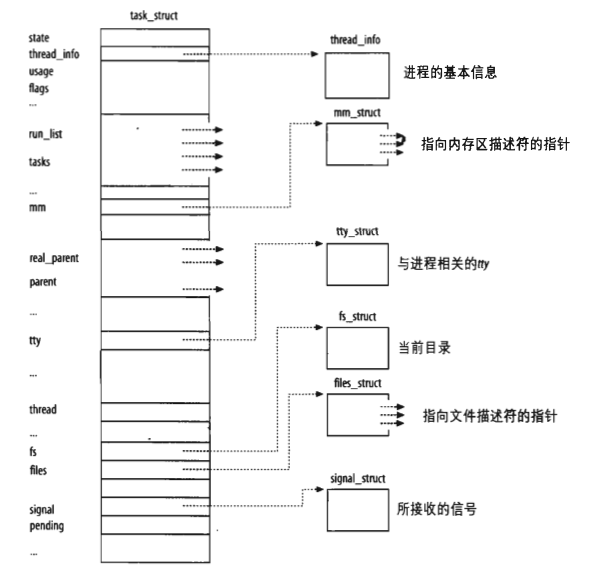 task_struct
state
thread_info
usage
flags
...
run_list
tasks
...
mm
real_parent
parent
...
tty
...
thread
...
fs
files
signal
pending
...
thread_info
进程的基本信息
mm_struct
指向内存区描述符的指针
tty_struct
与进程相关的tty
fs_struct
当前目录
files_struct
指向文件描述符的指针
signal_struct
所接收的信号